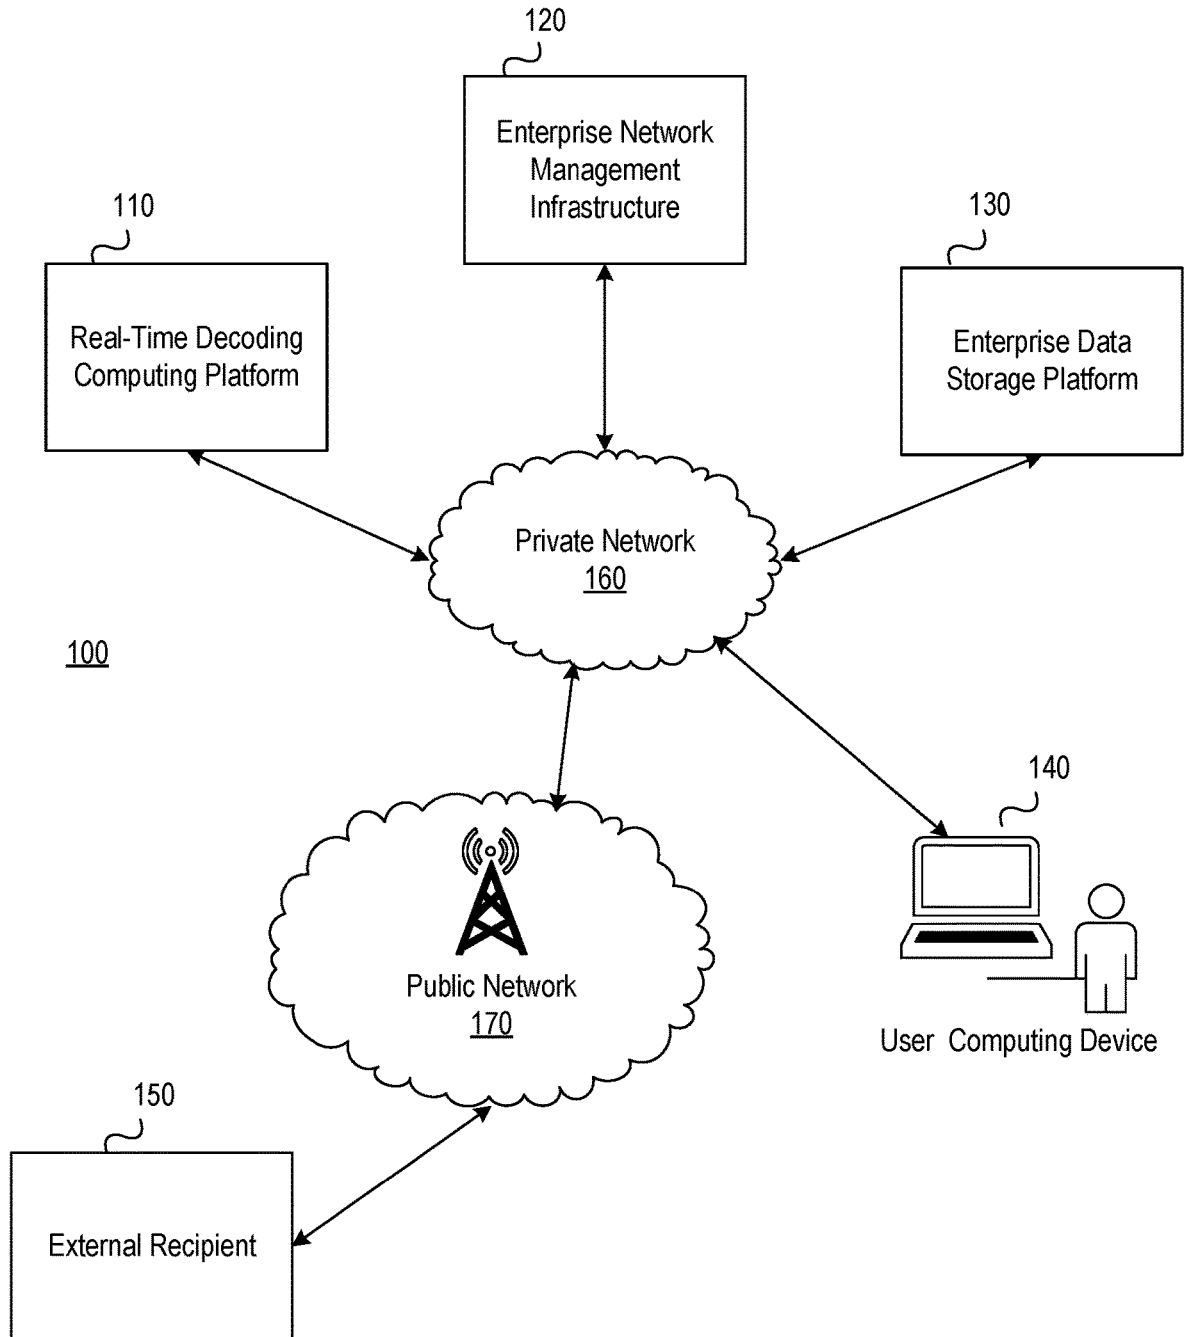 120
Enterprise Network
Management
Infrastructure
110
Real-Time Decoding
Computing Platform
130
Enterprise Data
Storage Platform
Private Network
160
100
140
User Computing Device
Public Network
170
150
External Recipient